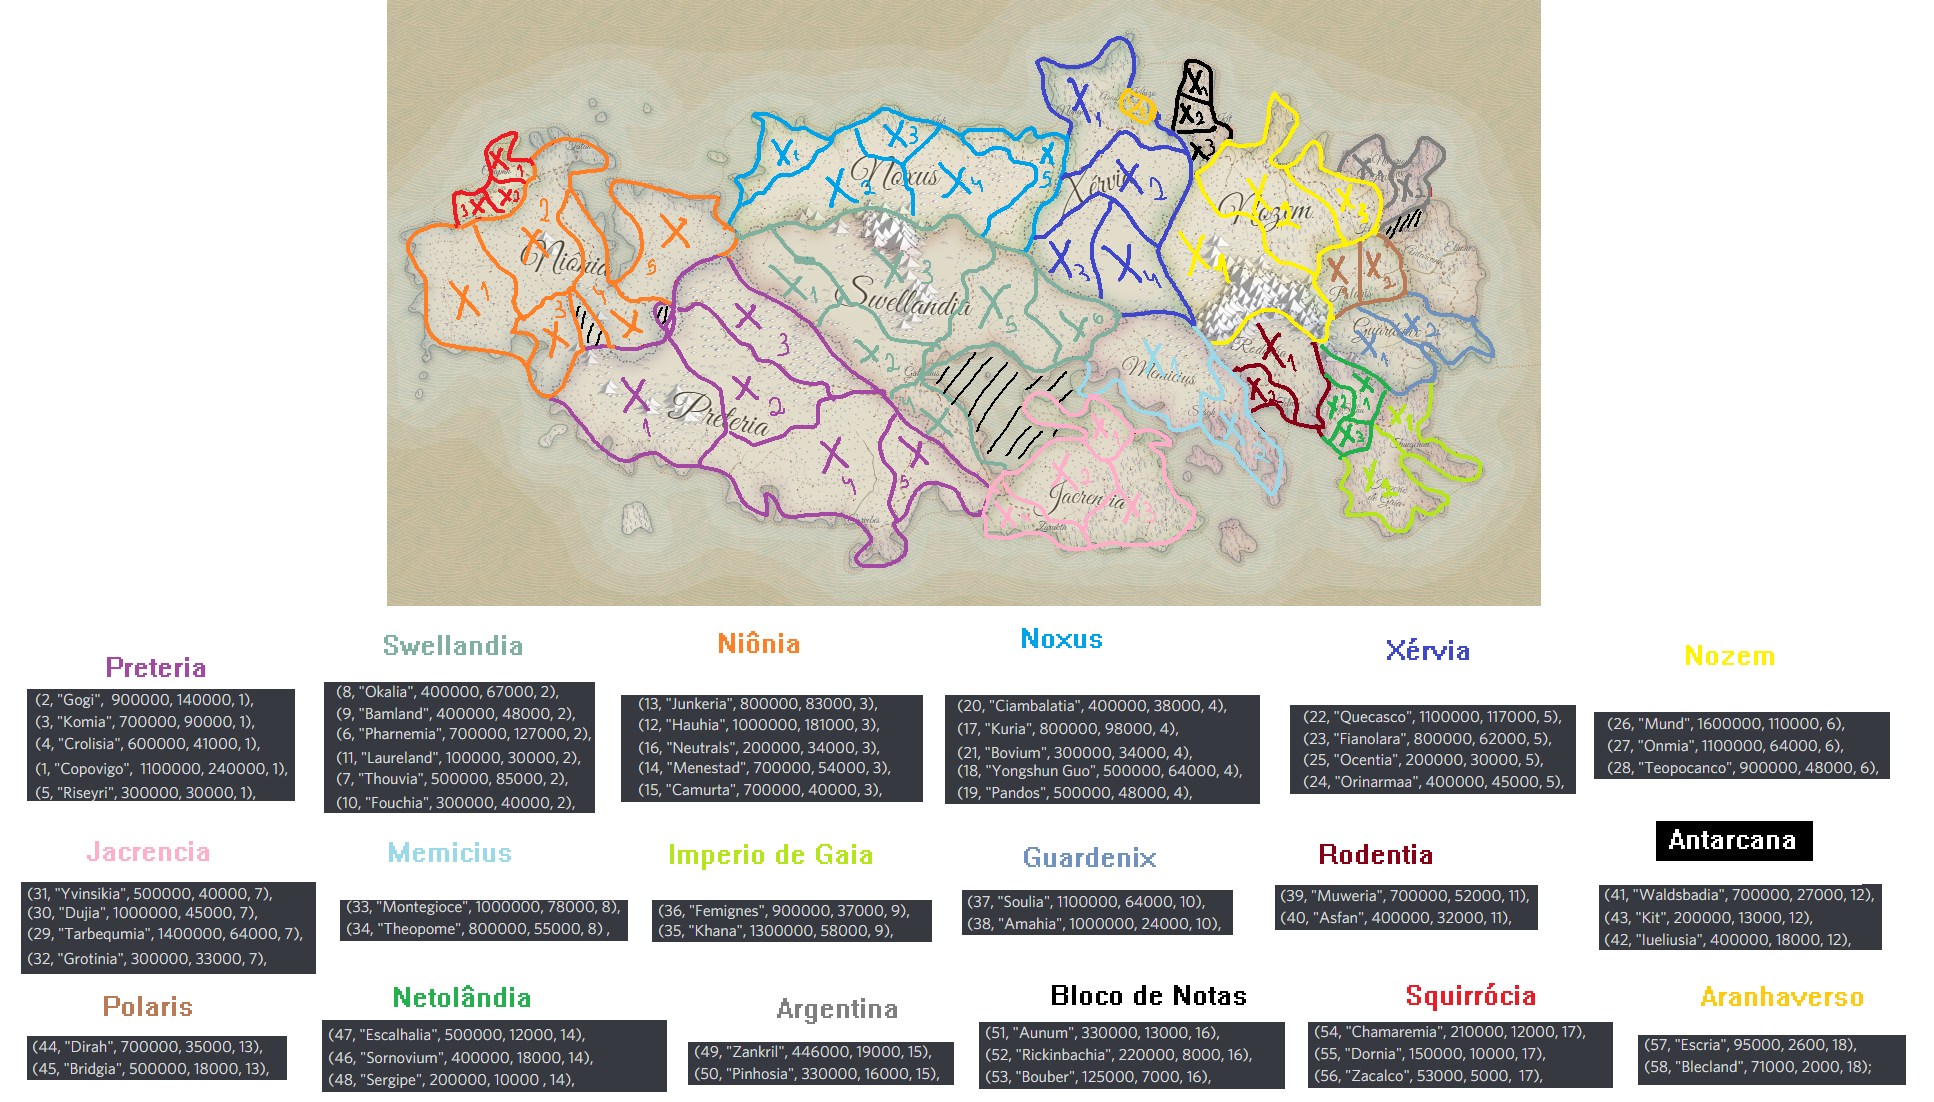 Niônia
Noxus
Xérvia
Nozem
Swellandia
Preteria
Memicius
Jacrencia
Rodentia
Polaris
Guardenix
X 1
X 2
X 3
X 4
X 5
X 6
Preteria
(2, "Gogi", 900000, 140000, 1),
(3, "Komia", 700000, 90000, 1),
(4, "Crolisia", 600000, 41000, 1),
(1, "Copovigo", 1100000, 240000, 1),
(5, "Riseyri", 300000, 30000, 1),
Swellandia
(8, "Okalia", 400000, 67000, 2),
(9, "Bamland", 400000, 48000, 2),
(6, "Pharnemia", 700000, 127000, 2),
(11, "Laureland", 100000, 30000, 2),
(7, "Thouvia", 500000, 85000, 2),
(10, "Fouchia", 300000, 40000, 2),
Niônia
(13, "Junkeria", 800000, 83000, 3),
(12, "Hauhia", 1000000, 181000, 3),
(16, "Neutrals", 200000, 34000, 3),
(14, "Menestad", 700000, 54000, 3),
(15, "Camurta", 700000, 40000, 3),
Noxus
(20, "Ciambalatia", 400000, 38000, 4),
(17, "Kuria", 800000, 98000, 4),
(21, "Bovium", 300000, 34000, 4),
(18, "Yongshun Guo", 500000, 64000, 4),
(19, "Pandos", 500000, 48000, 4),
Xérvia
(22, "Quecasco", 1100000, 117000, 5),
(23, "Fianolara", 800000, 62000, 5),
(25, "Ocentia", 200000, 30000, 5),
(24, "Orinarmaa", 400000, 45000, 5),
Nozem
(26, "Mund", 1600000, 110000, 6),
(27, "Onmia", 1100000, 64000, 6),
(28, "Teopocanco", 900000, 48000, 6),
Jacrencia
(31, "Yvinsikia", 500000, 40000, 7),
(30, "Dujia", 1000000, 45000, 7),
(29, "Tarbequmia", 1400000, 64000, 7),
(32, "Grotinia", 300000, 33000, 7),
Memicius
(33, "Montegioce", 1000000, 78000, 8),
(34, "Theopome", 800000, 55000, 8) ,
Imperio de Gaia
(36, "Femignes", 900000, 37000, 9),
(35, "Khana", 1300000, 58000, 9),
Guardenix
(37, "Soulia", 1100000, 64000, 10),
(38, "Amahia", 1000000, 24000, 10),
Rodentia
(39, "Muweria", 700000, 52000, 11),
(40, "Asfan", 400000, 32000, 11),
Antarcana
(41, "Waldsbadia", 700000, 27000, 12),
(43, "Kit", 200000, 13000, 12),
(42, "Iueliusia", 400000, 18000, 12),
Polaris
(44, "Dirah", 700000, 35000, 13),
(45, "Bridgia", 500000, 18000, 13),
Netolândia
(47, "Escalhalia", 500000, 12000, 14),
(46, "Sornovium", 400000, 18000, 14),
(48, "Sergipe", 200000, 10000 , 14),
Argentina
(49, "Zankril", 446000, 19000, 15),
(50, "Pinhosia", 330000, 16000, 15),
Bloco de Notas
(51, "Aunum", 330000, 13000, 16),
(52, "Rickinbachia", 220000, 8000, 16),
(53, "Bouber", 125000, 7000, 16),
Squirrócia
(54, "Chamaremia", 210000, 12000, 17),
(55, "Dornia", 150000, 10000, 17),
(56, "Zacalco", 53000, 5000, 17),
Aranhaverso
(57, "Escria", 95000, 2600, 18),
(58, "Blecland", 71000, 2000, 18);